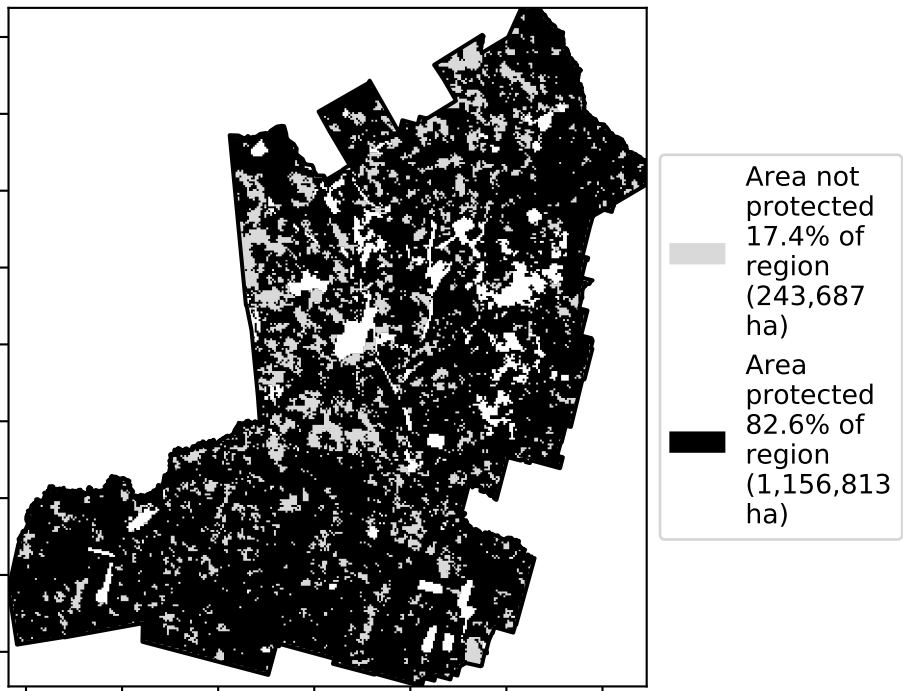 Area not
protected
17.4% of
region
(243,687
ha)
Area
protected
82.6% of
region
(1,156,813
ha)